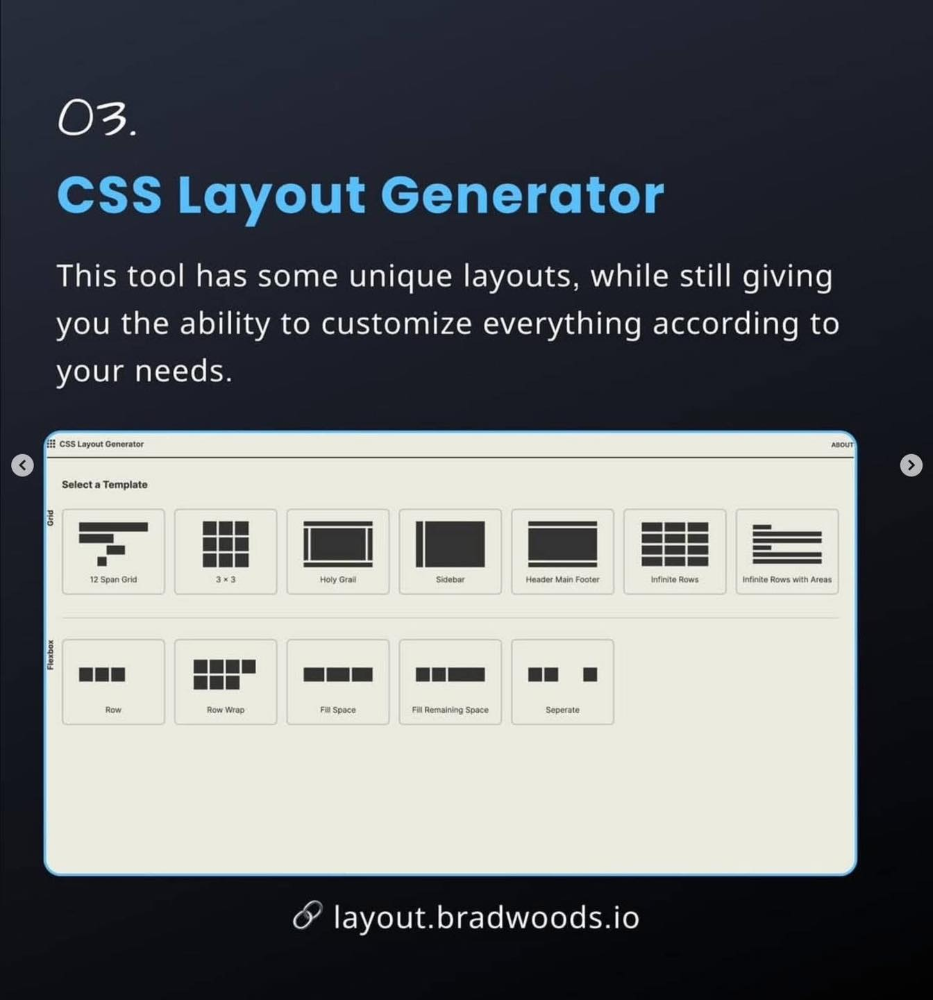 03.
CSS Layout Generator
This tool has some unique layouts, while still giving
you the ability to customize everything according to
your needs.
CSS Layout Generator
ABOUT
Select a Template
Grid
12 Span Grid
3 × 3
Holy Grail
Sidebar
Header Main Footer
Infinite Rows
Infinite Rows with Areas
Flexbox
Row
Row Wrap
Fill Space
Fill Remaining Space
Seperate
layout.bradwoods.io